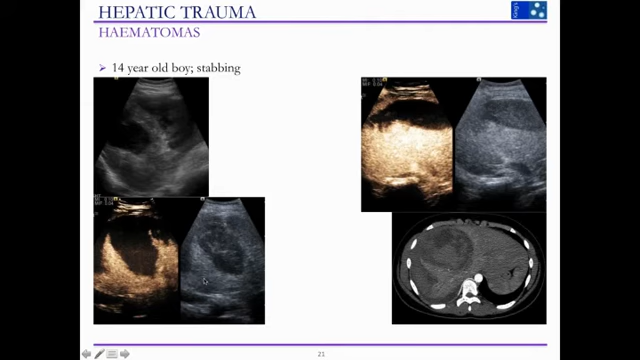 HEPATIC TRAUMA
HAEMATOMAS
14 year old boy; stabbing
21